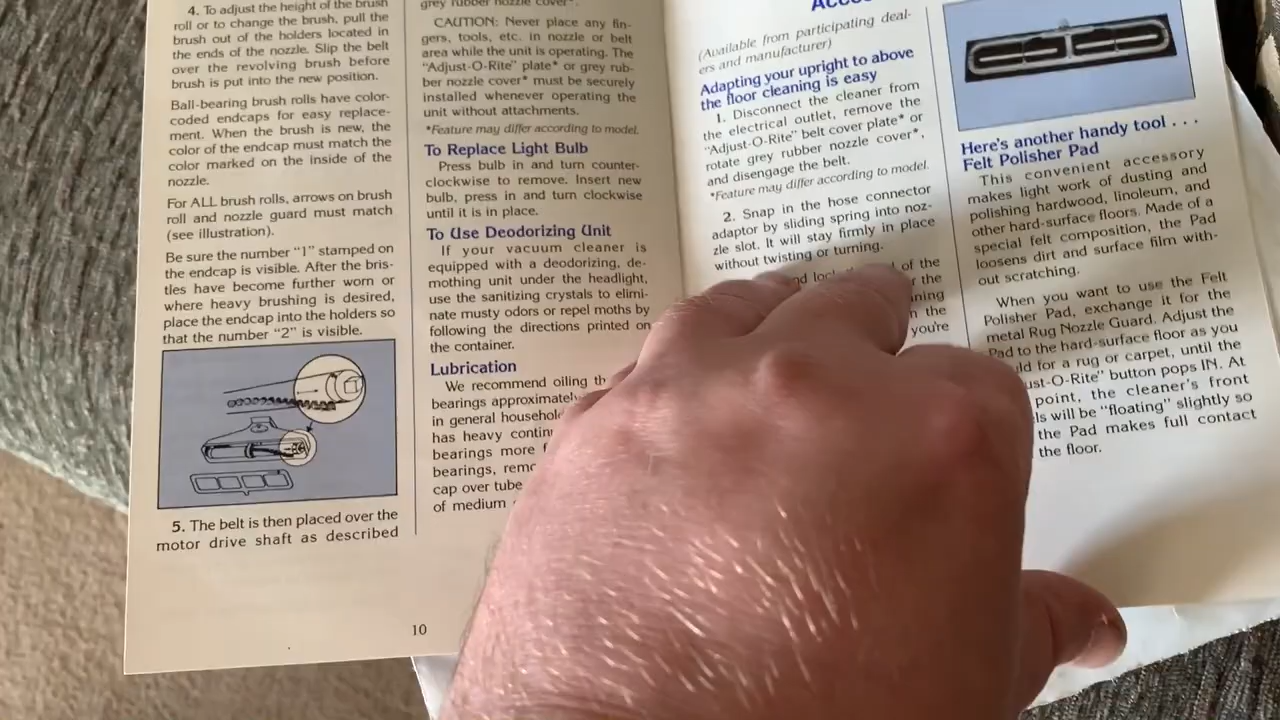 4. To adjust the height of the brush
roll or to change the brush, pull the
brush out of the holders located in
the ends of the nozzle. Slip the belt
over the revolving brush before
brush is put into the new position.
Ball-bearing brush rolls have color-
coded endcaps for easy replace-
ment. When the brush is new, the
color of the endcap must match the
color marked on the inside of the
nozzle.
For ALL brush rolls, arrows on brush
roll and nozzle guard must match
(see illustration).
Be sure the number "1" stamped on
the endcap is visible. After the bris-
tles have become further worn or
where heavy brushing is desired,
place the endcap into the holders so
that the number "2" is visible.
5. The belt is then placed over the
motor drive shaft as described
grey rubber nozzle cover*.
CAUTION: Never place any fin-
gers, tools, etc. in nozzle or belt
area while the unit is operating. The
"Adjust-O-Rite" plate* or grey rub-
ber nozzle cover* must be securely
installed whenever operating the
unit without attachments.
*Feature may differ according to model.
To Replace Light Bulb
Press bulb in and turn counter-
clockwise to remove. Insert new
bulb, press in and turn clockwise
until it is in place.
To Use Deodorizing Unit
If your vacuum cleaner is
equipped with a deodorizing, de-
mothing unit under the headlight,
use the sanitizing crystals to elimi-
nate musty odors or repel moths by
following the directions printed on
the container.
Lubrication
We recommend oiling
bearings approximately
in general household
has heavy
bearings more
bearings,
cap over tube
of medium
10
(Available from participating deal-
ers and manufacturer)
Adapting your upright to above
the floor cleaning is easy
1. Disconnect the cleaner from
the electrical outlet, remove the
"Adjust-O-Rite" belt cover plate* or
rotate grey rubber nozzle cover*,
and disengage the belt.
*Feature may differ according to model.
2. Snap in the hose connector
adaptor by sliding spring into noz-
zle slot. It will stay firmly in place
without twisting or turning.
of the
the
the
you're
Here's another handy tool . . .
Felt Polisher Pad
This convenient accessory
makes light work of dusting and
polishing hardwood, linoleum, and
other hard-surface floors. Made of a
special felt composition, the Pad
loosens dirt and surface film with-
out scratching.
When you want to use the Felt
Polisher Pad, exchange it for the
metal Rug Nozzle Guard. Adjust the
Pad to the hard-surface floor as you
for a rug or carpet, until the
button pops IN. At
point, the cleaner's front
will be "floating" slightly so
the Pad makes full contact
the floor.